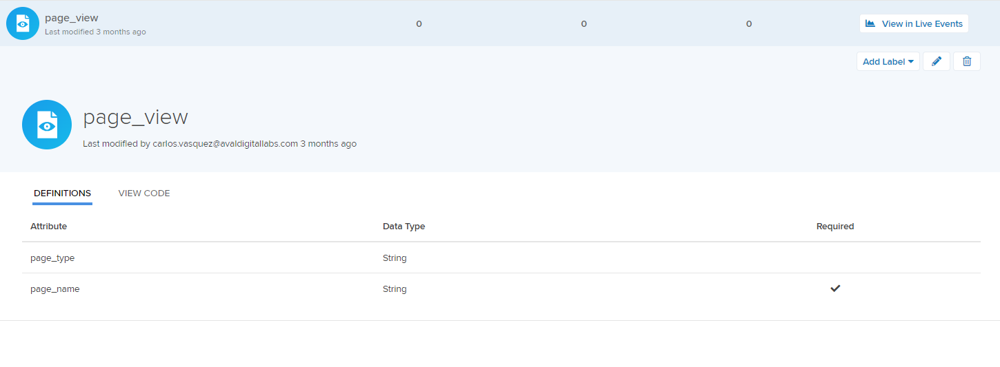 page_view
Last modified 3 months ago
0 0 0 View in Live Events
Add Label
page_view
Last modified by carlos.vasquez@avaldigitallabs.com 3 months ago
DEFINITIONS VIEW CODE
Attribute Data Type Required
page_type String
page_name String